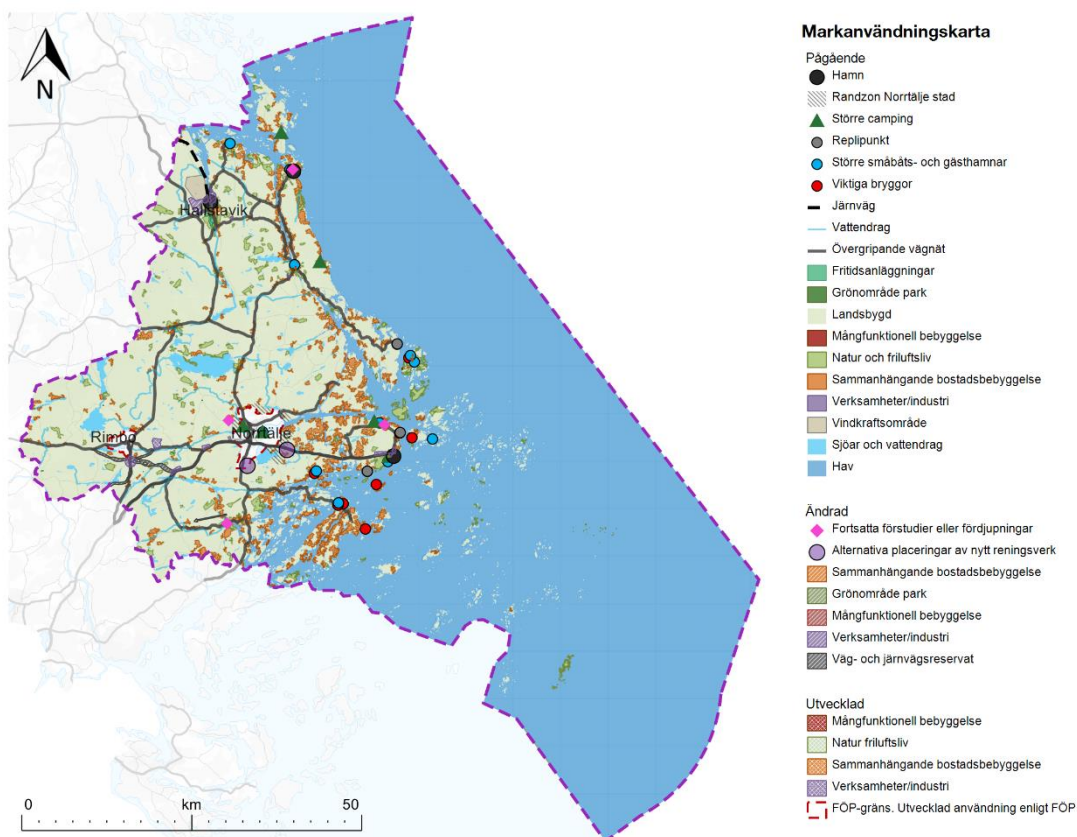 N
Hallstavik
Rimbo
Norrtälje
0 km 50
Markanvändningskarta
Pågående
Hamn
Randzon Norrtälje stad
Större camping
Replipunkt
Större småbåts- och gästhamnar
Viktiga bryggor
Järnväg
Vattendrag
Övergripande vägnät
Fritidsanläggningar
Grönområde park
Landsbygd
Mångfunktionell bebyggelse
Natur och friluftsliv
Sammanhängande bostadsbebyggelse
Verksamheter/industri
Vindkraftsområde
Sjöar och vattendrag
Hav
Ändrad
Fortsatta förstudier eller fördjupningar
Alternativa placeringar av nytt reningsverk
Sammanhängande bostadsbebyggelse
Grönområde park
Mångfunktionell bebyggelse
Verksamheter/industri
Väg- och järnvägsreservat
Utvecklad
Mångfunktionell bebyggelse
Natur friluftsliv
Sammanhängande bostadsbebyggelse
Verksamheter/industri
FÖP-gräns. Utvecklad användning enligt FÖP